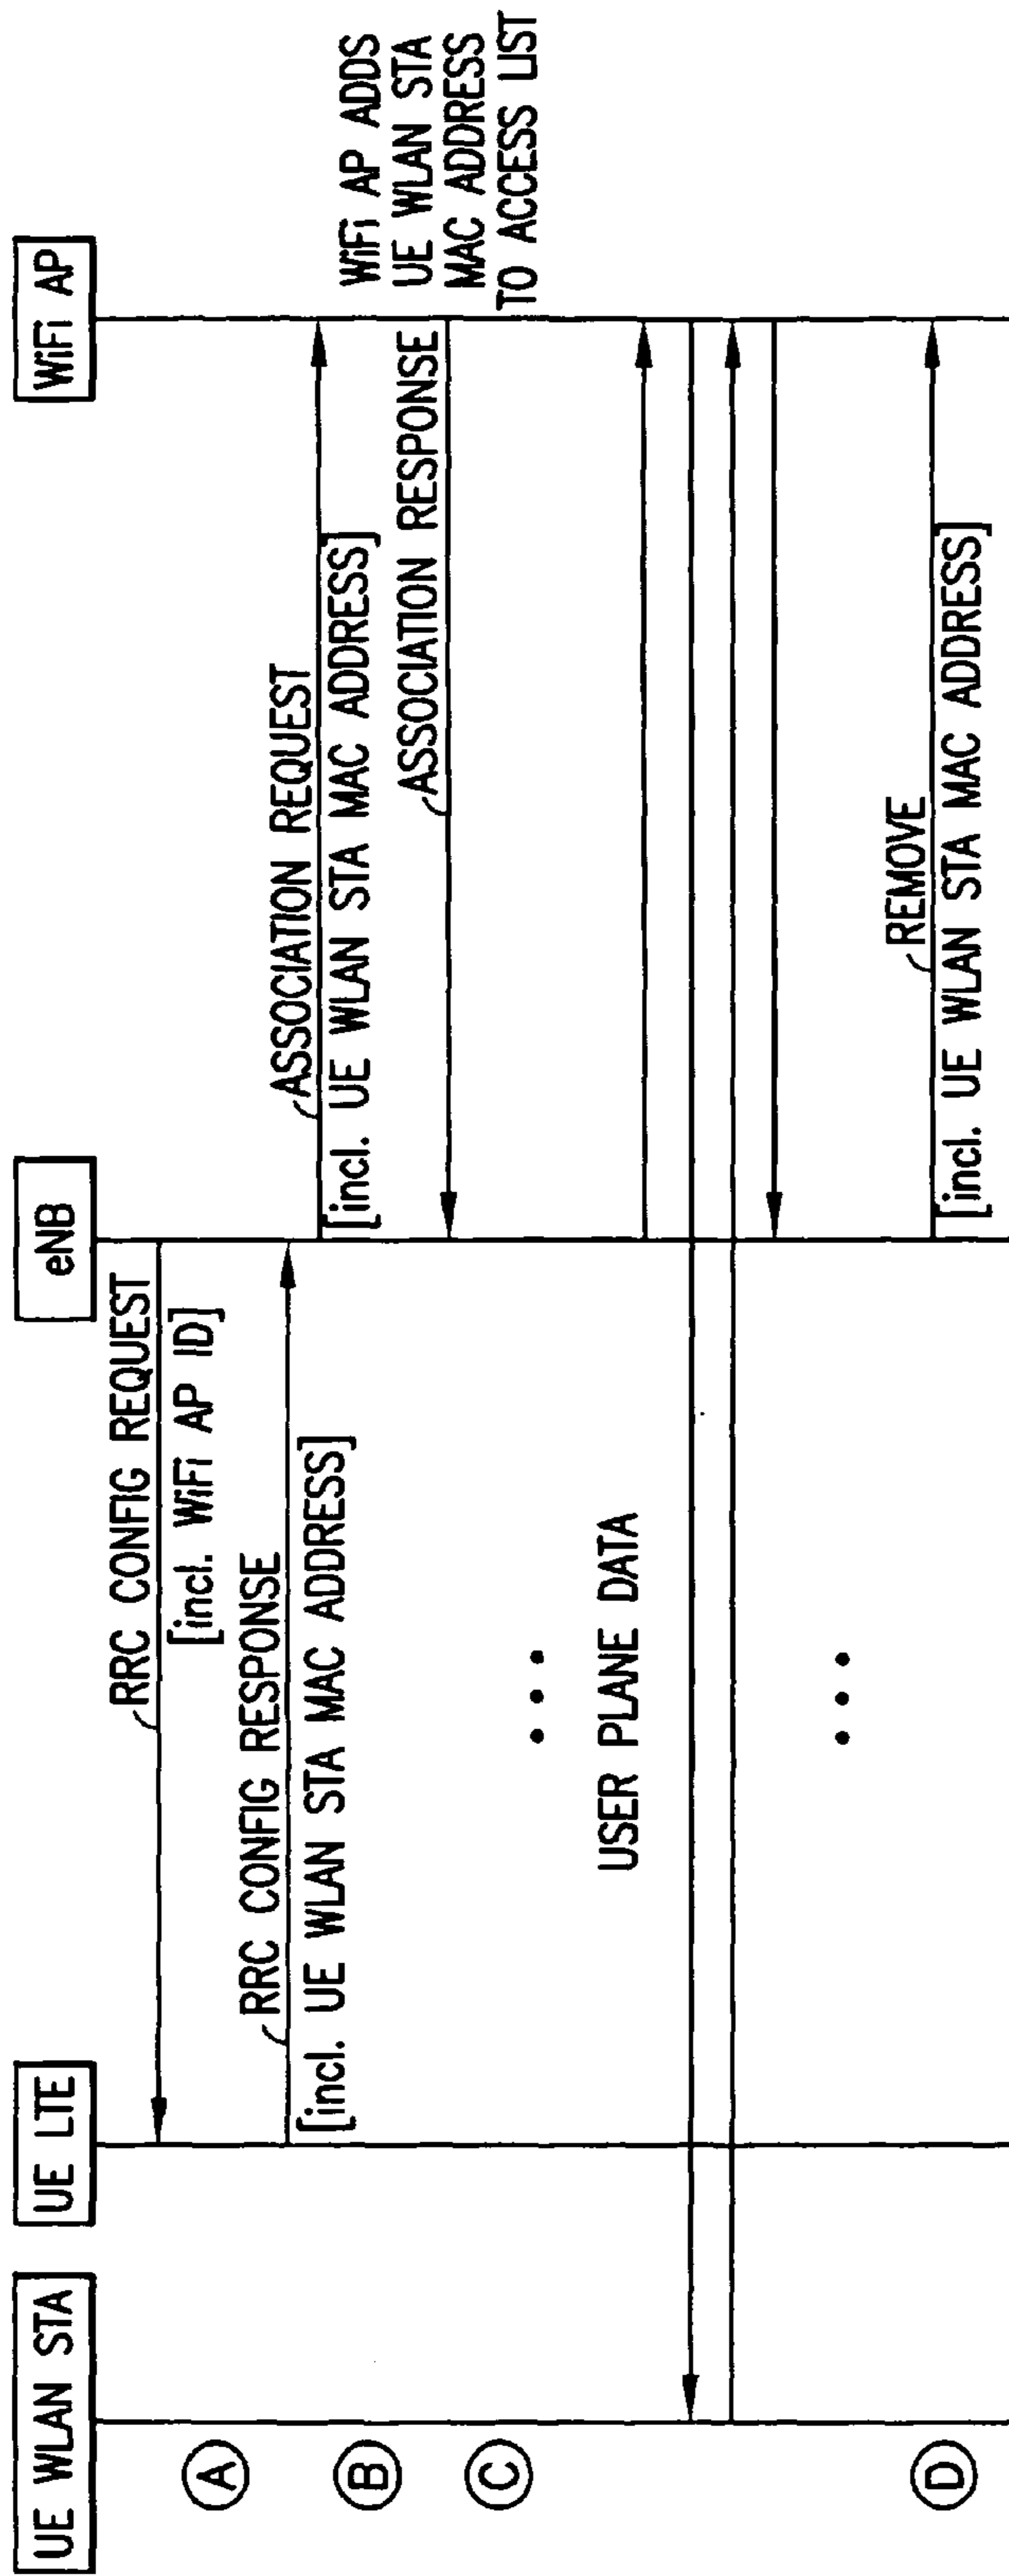 UE WLAN STA
UE LTE
eNB
WiFi AP
RRC CONFIG REQUEST
[incl. WiFi AP ID]
A
RRC CONFIG RESPONSE
[incl. UE WLAN STA MAC ADDRESS]
ASSOCIATION REQUEST
[incl. UE WLAN STA MAC ADDRESS]
B
WiFi AP ADDS
UE WLAN STA
MAC ADDRESS
TO ACCESS LIST
ASSOCIATION RESPONSE
C
USER PLANE DATA
REMOVE
[incl. UE WLAN STA MAC ADDRESS]
D